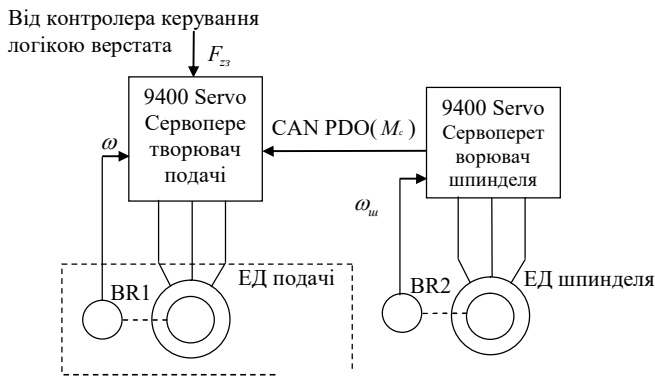 Від контролера керування
логікою верстата
F_zз
9400 Servo
Сервопере
творювач
подачі
CAN PDO( M_c )
9400 Servo
Сервоперет
ворювач
шпинделя
ω
ω_ш
ЕД подачі
BR1
BR2
ЕД шпинделя